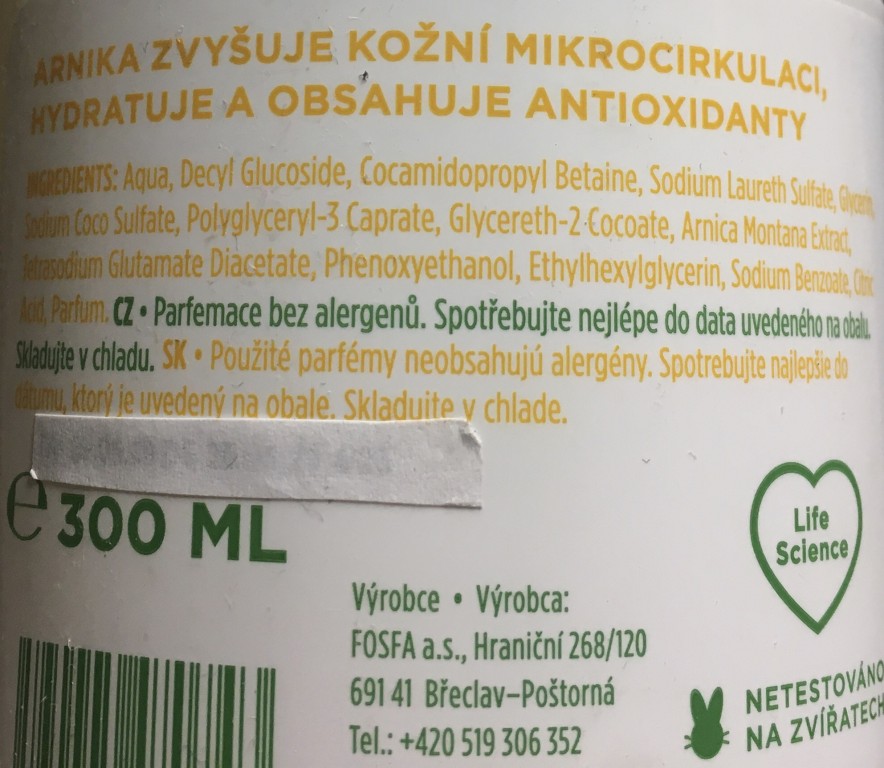 ARNIKA ZVYŠUJE KOŽNÍ MIKROCIRKULACI,
HYDRATUJE A OBSAHUJE ANTIOXIDANTY
INGREDIENTS: Aqua, Decyl Glucoside, Cocamidopropyl Betaine, Sodium Laureth Sulfate, Glycerin,
Sodium Coco Sulfate, Polyglyceryl-3 Caprate, Glycereth-2 Cocoate, Arnica Montana Extract,
Tetrasodium Glutamate Diacetate, Phenoxyethanol, Ethylhexylglycerin, Sodium Benzoate, Citric
Acid, Parfum. CZ • Parfemace bez alergenů. Spotřebujte nejlépe do data uvedeného na obalu.
Skladujte v chladu. SK • Použité parfémy neobsahujú alergény. Spotrebujte najlepšie do
dátumu, ktorý je uvedený na obale. Skladujte v chlade.
e 300 ML
Life
Science
Výrobce • Výrobca:
FOSFA a.s., Hraniční 268/120
691 41 Břeclav–Poštorná
Tel.: +420 519 306 352
NETESTOVÁNO
NA ZVÍŘATECH